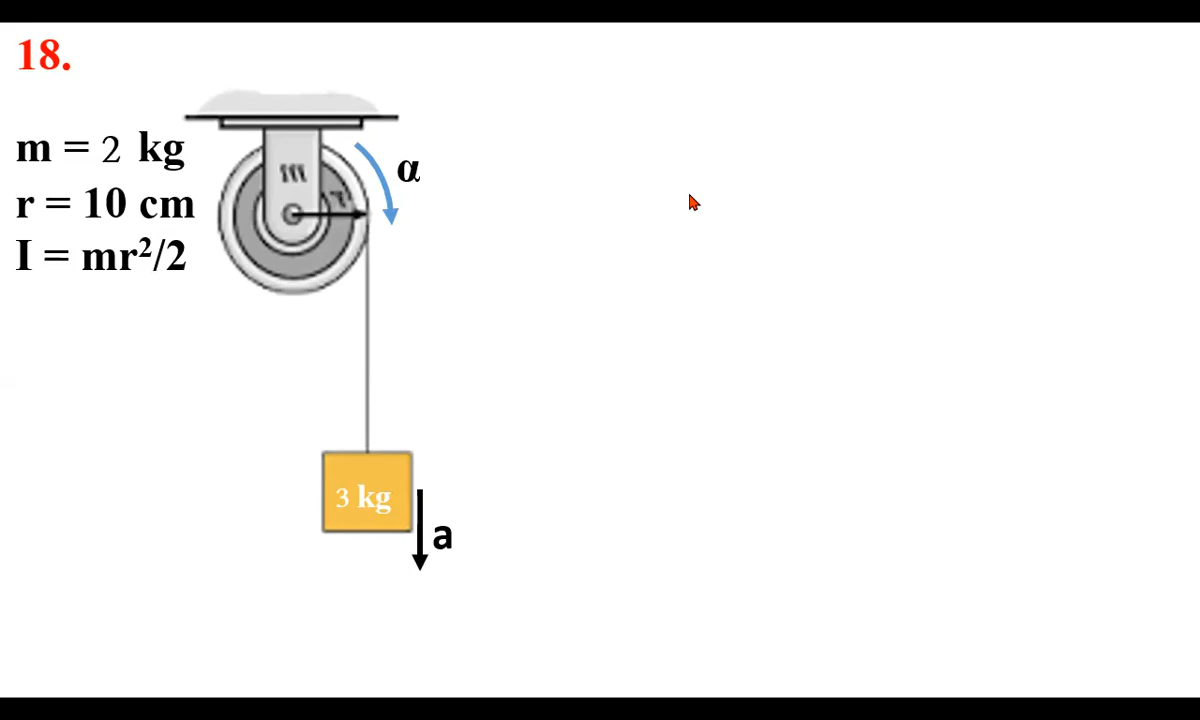 18.
m = 2 kg
r = 10 cm
I = mr²/2
α
m
r
3 kg
a